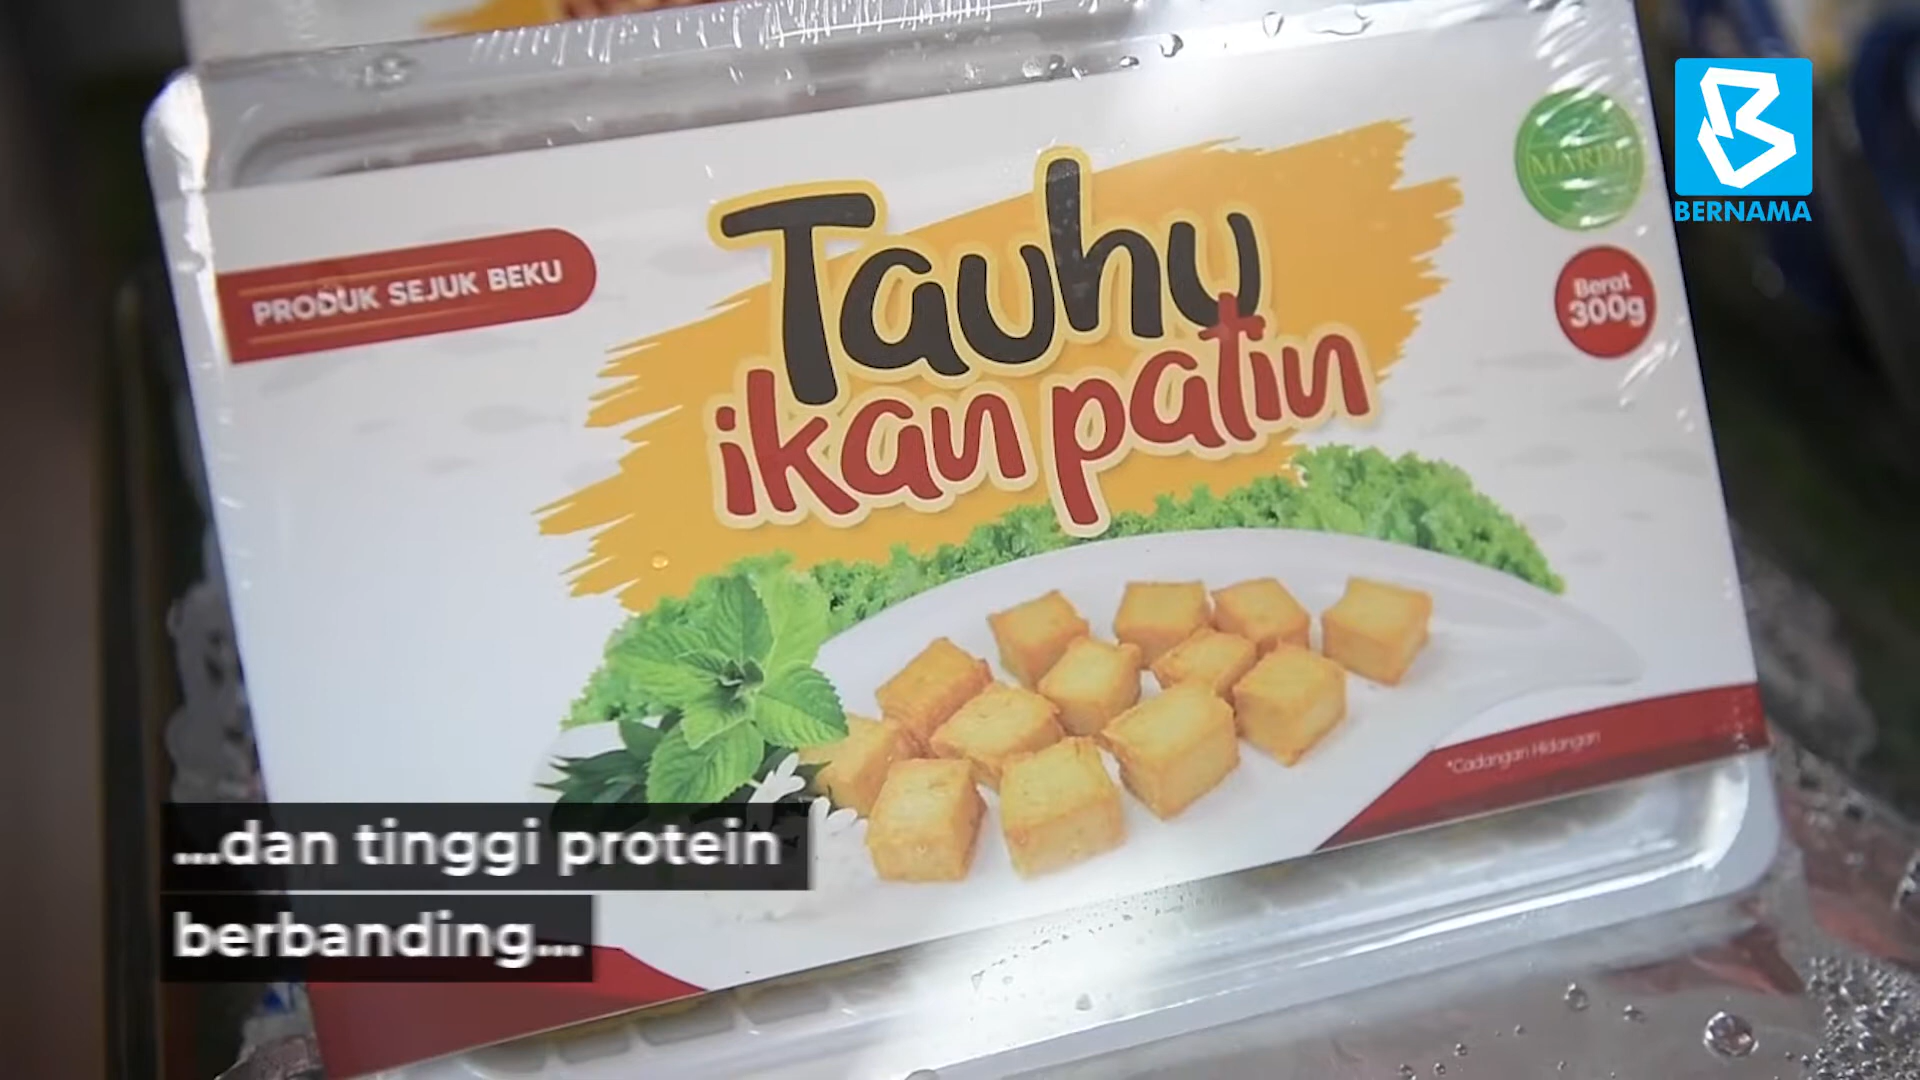 BERNAMA
MARDI
PRODUK SEJUK BEKU
Tauhu
ikan patin
Berat
300g
*Cadangan Hidangan
...dan tinggi protein
berbanding...